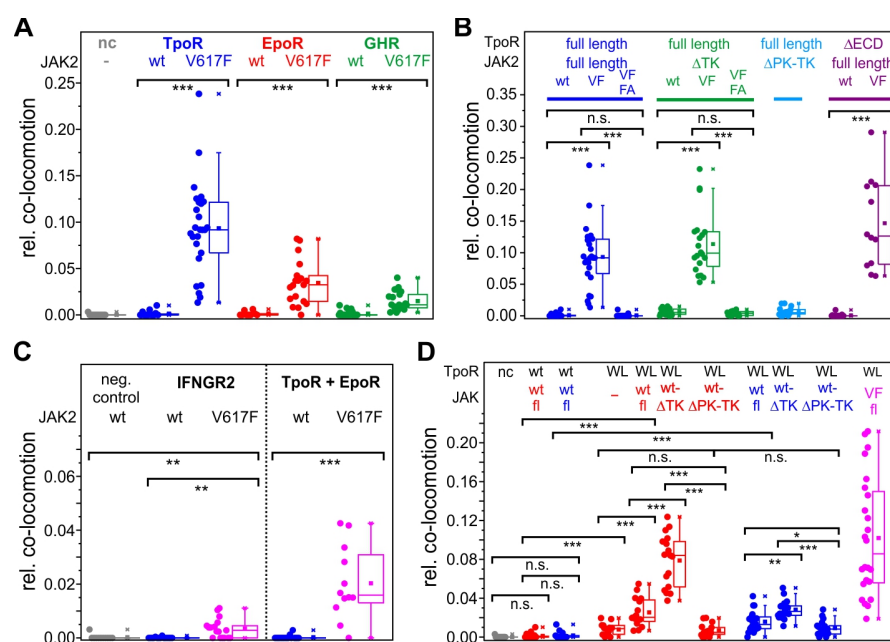 A
nc TpoR EpoR GHR
JAK2 - wt V617F wt V617F wt V617F
*** *** ***
0.25
0.20
0.15
0.10
0.05
0.00
rel. co-locomotion
B
TpoR full length full length full length ΔECD
JAK2 full length ΔTK ΔPK-TK full length
wt VF VF FA wt VF VF FA wt VF
n.s. n.s. ***
*** ***
*** ***
0.35
0.30
0.25
0.20
0.15
0.10
0.05
0.00
rel. co-locomotion
C
neg. control IFNGR2 TpoR + EpoR
JAK2 wt wt V617F wt V617F
** ***
**
0.06
0.04
0.02
0.00
rel. co-locomotion
D
TpoR nc wt wt WL WL WL WL WL WL WL WL
JAK wt fl wt fl – wt fl wt-ΔTK wt-ΔPK-TK wt fl wt-ΔTK wt-ΔPK-TK VF fl
***
***
n.s. n.s.
***
***
***
***
***
n.s.
n.s.
n.s.
*
***
**
0.20
0.16
0.12
0.08
0.04
0.00
rel. co-locomotion